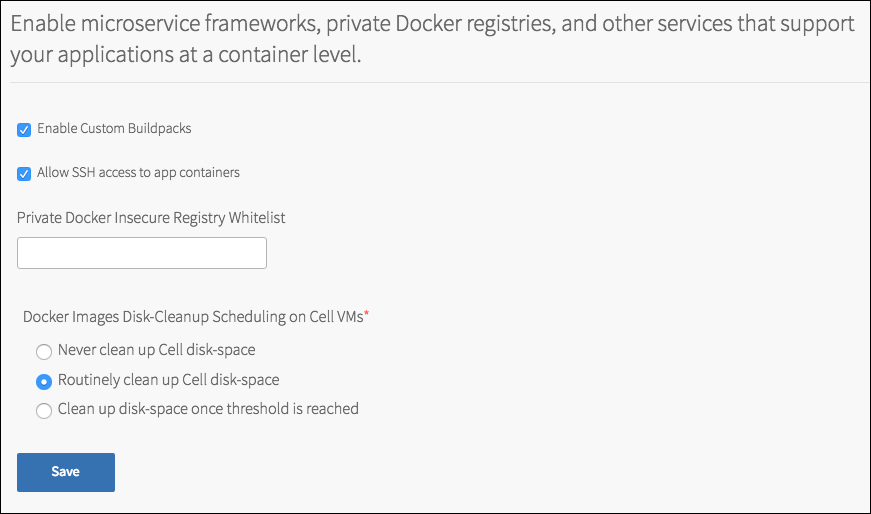 Enable microservice frameworks, private Docker registries, and other services that support
your applications at a container level.
Enable Custom Buildpacks
Allow SSH access to app containers
Private Docker Insecure Registry Whitelist
Docker Images Disk-Cleanup Scheduling on Cell VMs*
Never clean up Cell disk-space
Routinely clean up Cell disk-space
Clean up disk-space once threshold is reached
Save